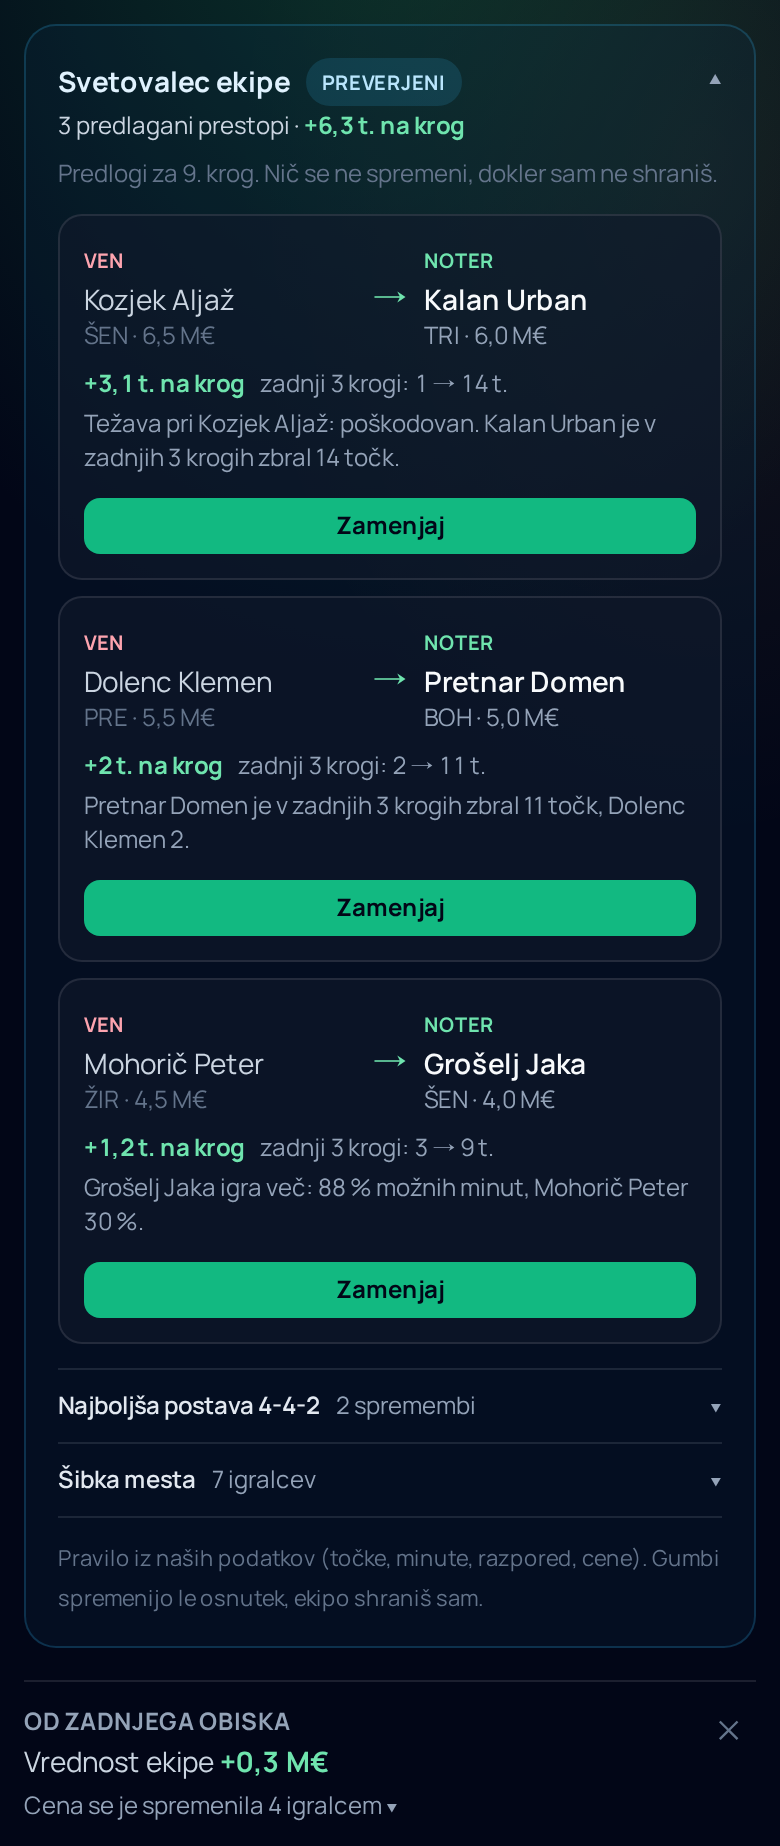 Svetovalec ekipe PREVERJENI ▲
3 predlagani prestopi · +6,3 t. na krog
Predlogi za 9. krog. Nič se ne spremeni, dokler sam ne shraniš.
VEN NOTER
Kozjek Aljaž → Kalan Urban
ŠEN · 6,5 M€ TRI · 6,0 M€
+3,1 t. na krog zadnji 3 krogi: 1 → 14 t.
Težava pri Kozjek Aljaž: poškodovan. Kalan Urban je v
zadnjih 3 krogih zbral 14 točk.
Zamenjaj
VEN NOTER
Dolenc Klemen → Pretnar Domen
PRE · 5,5 M€ BOH · 5,0 M€
+2 t. na krog zadnji 3 krogi: 2 → 11 t.
Pretnar Domen je v zadnjih 3 krogih zbral 11 točk, Dolenc
Klemen 2.
Zamenjaj
VEN NOTER
Mohorič Peter → Grošelj Jaka
ŽIR · 4,5 M€ ŠEN · 4,0 M€
+1,2 t. na krog zadnji 3 krogi: 3 → 9 t.
Grošelj Jaka igra več: 88 % možnih minut, Mohorič Peter
30 %.
Zamenjaj
Najboljša postava 4-4-2 2 spremembi ▼
Šibka mesta 7 igralcev ▼
Pravilo iz naših podatkov (točke, minute, razpored, cene). Gumbi
spremenijo le osnutek, ekipo shraniš sam.
OD ZADNJEGA OBISKA
Vrednost ekipe +0,3 M€
Cena se je spremenila 4 igralcem ▼